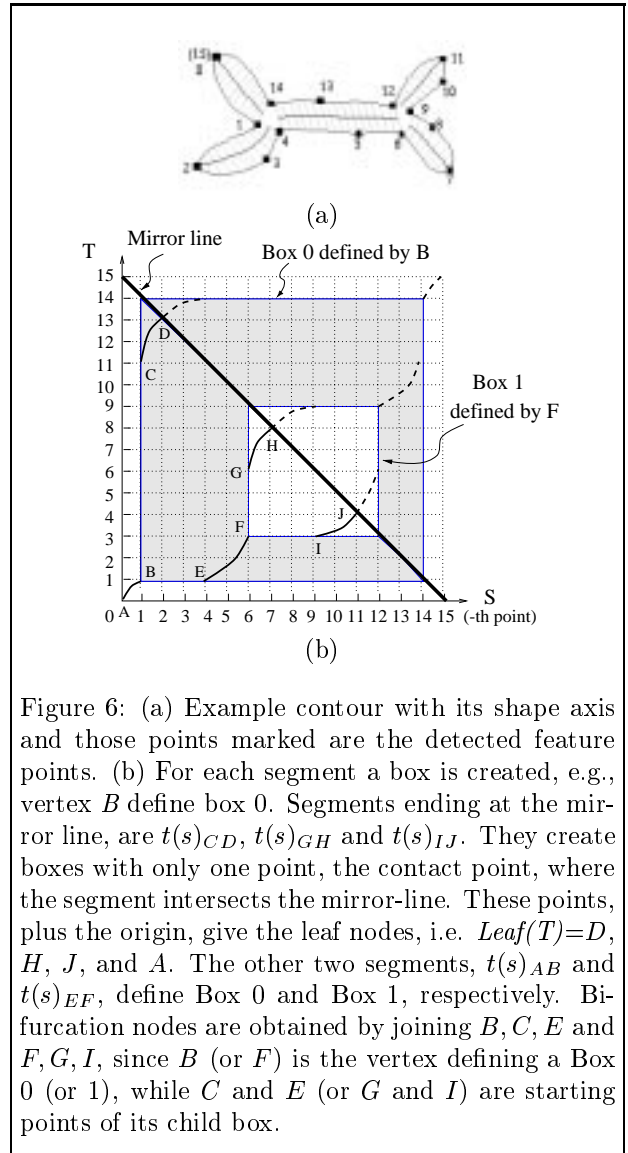 (15)
0
14
13
12
11
10
9
8
1
4
5
6
2
3
7
(a)
Mirror line
T
Box 0 defined by B
15
14
13
12
11
10
9
8
7
6
5
4
3
2
1
D
C
Box 1
defined by F
H
G
J
F
I
E
B
A
S
0 1 2 3 4 5 6 7 8 9 10 11 12 13 14 15 (-th point)
(b)
Figure 6: (a) Example contour with its shape axis
and those points marked are the detected feature
points. (b) For each segment a box is created, e.g.,
vertex B define box 0. Segments ending at the mir-
ror line, are t(s)CD, t(s)GH and t(s)IJ. They create
boxes with only one point, the contact point, where
the segment intersects the mirror-line. These points,
plus the origin, give the leaf nodes, i.e. Leaf(T)=D,
H, J, and A. The other two segments, t(s)AB and
t(s)EF, define Box 0 and Box 1, respectively. Bi-
furcation nodes are obtained by joining B, C, E and
F, G, I, since B (or F) is the vertex defining a Box
0 (or 1), while C and E (or G and I) are starting
points of its child box.